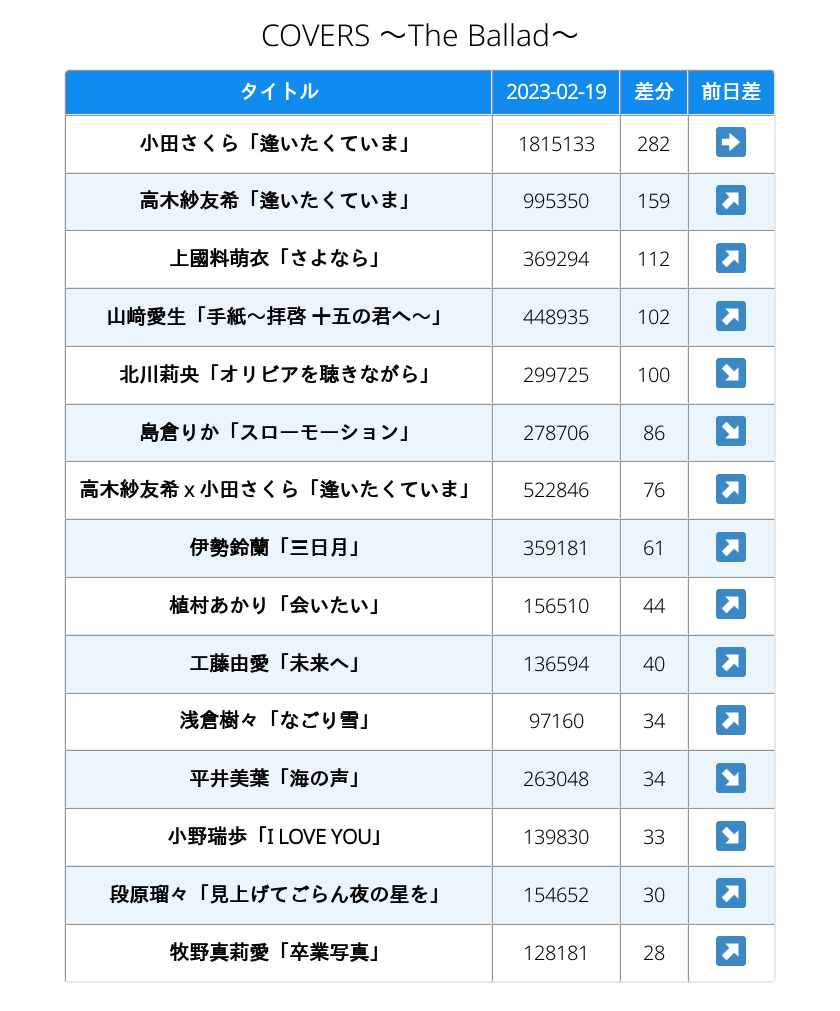 COVERS ～The Ballad～
タイトル 2023-02-19 差分 前日差
小田さくら「逢いたくていま」 1815133 282 ➡
高木紗友希「逢いたくていま」 995350 159 ↗
上國料萌衣「さよなら」 369294 112 ↗
山﨑愛生「手紙～拝啓 十五の君へ～」 448935 102 ↗
北川莉央「オリビアを聴きながら」 299725 100 ↘
島倉りか「スローモーション」 278706 86 ↘
高木紗友希 x 小田さくら「逢いたくていま」 522846 76 ↗
伊勢鈴蘭「三日月」 359181 61 ↗
植村あかり「会いたい」 156510 44 ↗
工藤由愛「未来へ」 136594 40 ↗
浅倉樹々「なごり雪」 97160 34 ↗
平井美葉「海の声」 263048 34 ↘
小野瑞歩「I LOVE YOU」 139830 33 ↘
段原瑠々「見上げてごらん夜の星を」 154652 30 ↗
牧野真莉愛「卒業写真」 128181 28 ↗